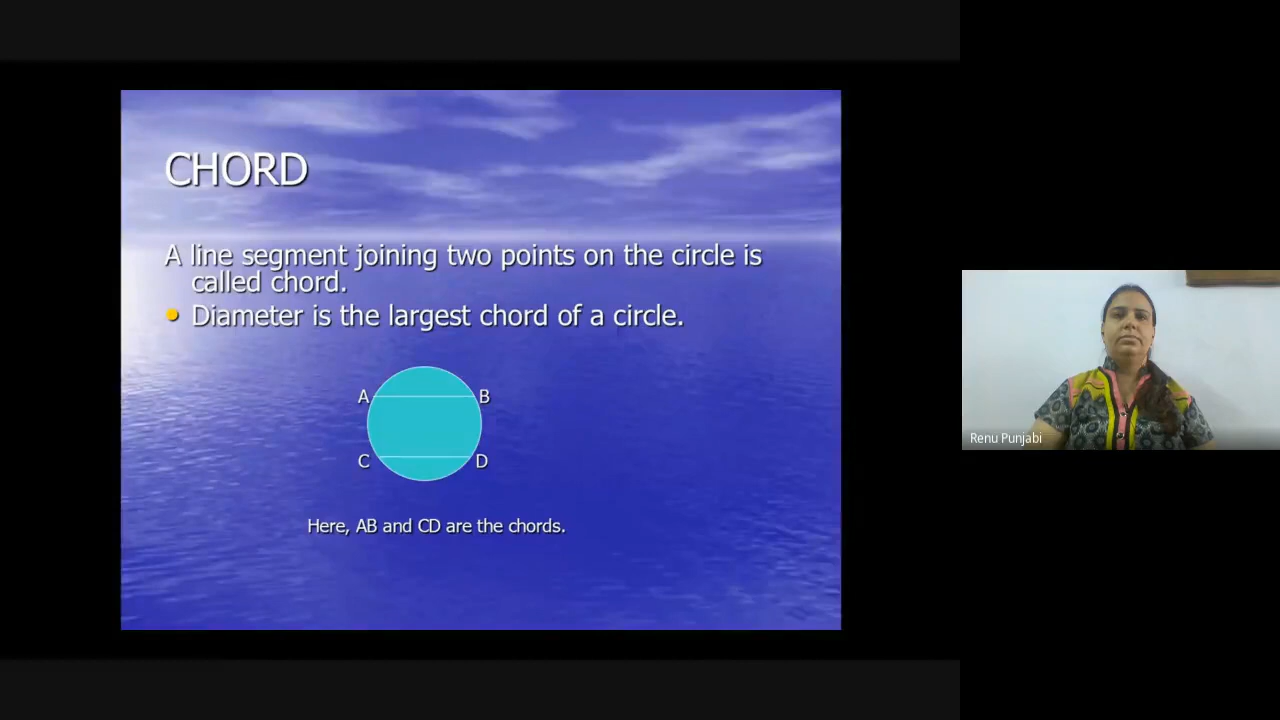 CHORD
A line segment joining two points on the circle is
called chord.
Diameter is the largest chord of a circle.
A B
C D
Here, AB and CD are the chords.
Renu Punjabi